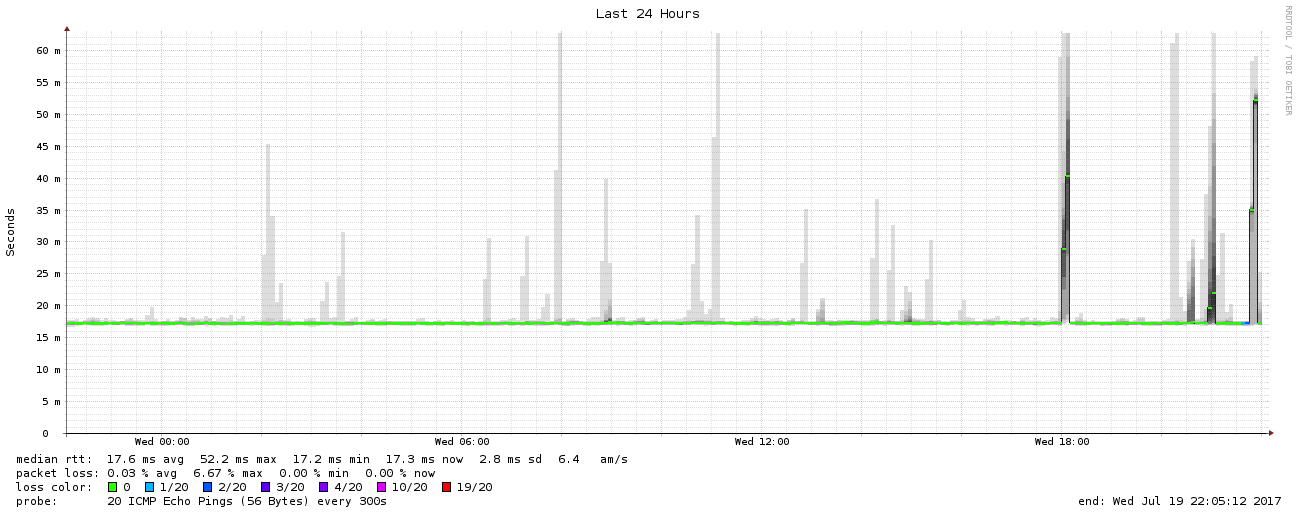 Last 24 Hours
RRDTOOL / TOBI OETIKER
Seconds
60 m
55 m
50 m
45 m
40 m
35 m
30 m
25 m
20 m
15 m
10 m
5 m
0
Wed 00:00 Wed 06:00 Wed 12:00 Wed 18:00
median rtt: 17.6 ms avg 52.2 ms max 17.2 ms min 17.3 ms now 2.8 ms sd 6.4 am/s
packet loss: 0.03 % avg 6.67 % max 0.00 % min 0.00 % now
loss color: 0 1/20 2/20 3/20 4/20 10/20 19/20
probe: 20 ICMP Echo Pings (56 Bytes) every 300s end: Wed Jul 19 22:05:12 2017